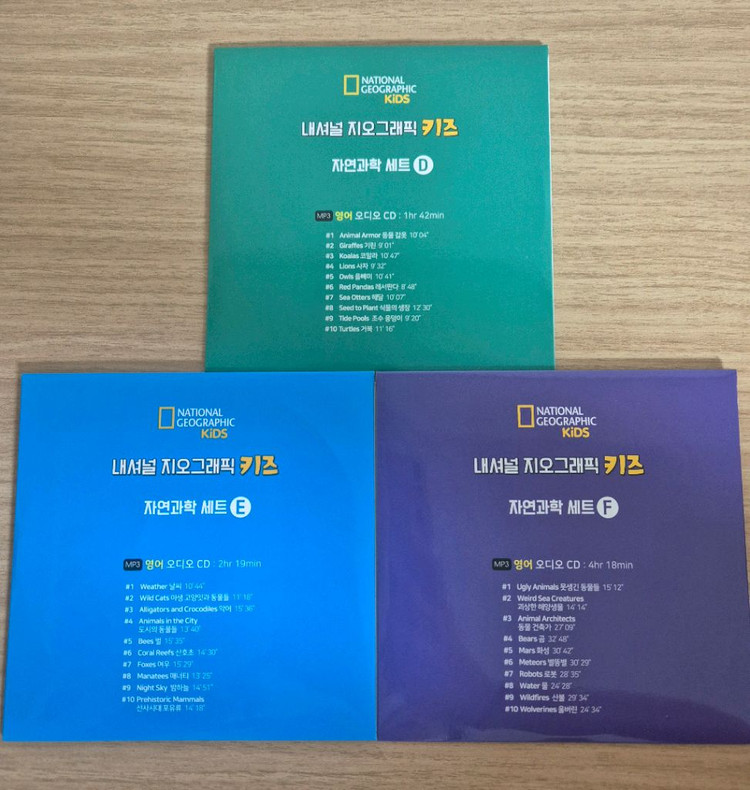 NATIONAL
GEOGRAPHIC
KiDS
내셔널 지오그래픽 키즈
자연과학 세트 D
MP3 영어 오디오 CD : 1hr 42min
#1 Animal Armor 동물 갑옷 10'04"
#2 Giraffes 기린 9'01"
#3 Koalas 코알라 10'47"
#4 Lions 사자 9'32"
#5 Owls 올빼미 10'41"
#6 Red Pandas 레서판다 8'48"
#7 Sea Otters 해달 10'07"
#8 Seed to Plant 식물의 성장 12'30"
#9 Tide Pools 조수 웅덩이 9'20"
#10 Turtles 거북 11'16"
NATIONAL
GEOGRAPHIC
KiDS
내셔널 지오그래픽 키즈
자연과학 세트 E
MP3 영어 오디오 CD : 2hr 19min
#1 Weather 날씨 10'44"
#2 Wild Cats 야생 고양잇과 동물들 11'18"
#3 Alligators and Crocodiles 악어 15'36"
#4 Animals in the City
도시의 동물들 13'40"
#5 Bees 벌 15'35"
#6 Coral Reefs 산호초 14'30"
#7 Foxes 여우 15'29"
#8 Manatees 매너티 13'25"
#9 Night Sky 밤하늘 14'51"
#10 Prehistoric Mammals
선사시대 포유류 14'18"
NATIONAL
GEOGRAPHIC
KiDS
내셔널 지오그래픽 키즈
자연과학 세트 F
MP3 영어 오디오 CD : 4hr 18min
#1 Ugly Animals 못생긴 동물들 15'12"
#2 Weird Sea Creatures
괴상한 해양생물 14'14"
#3 Animal Architects
동물 건축가 27'09"
#4 Bears 곰 32'48"
#5 Mars 화성 30'42"
#6 Meteors 별똥별 30'29"
#7 Robots 로봇 28'35"
#8 Water 물 24'28"
#9 Wildfires 산불 29'34"
#10 Wolverines 울버린 24'34"